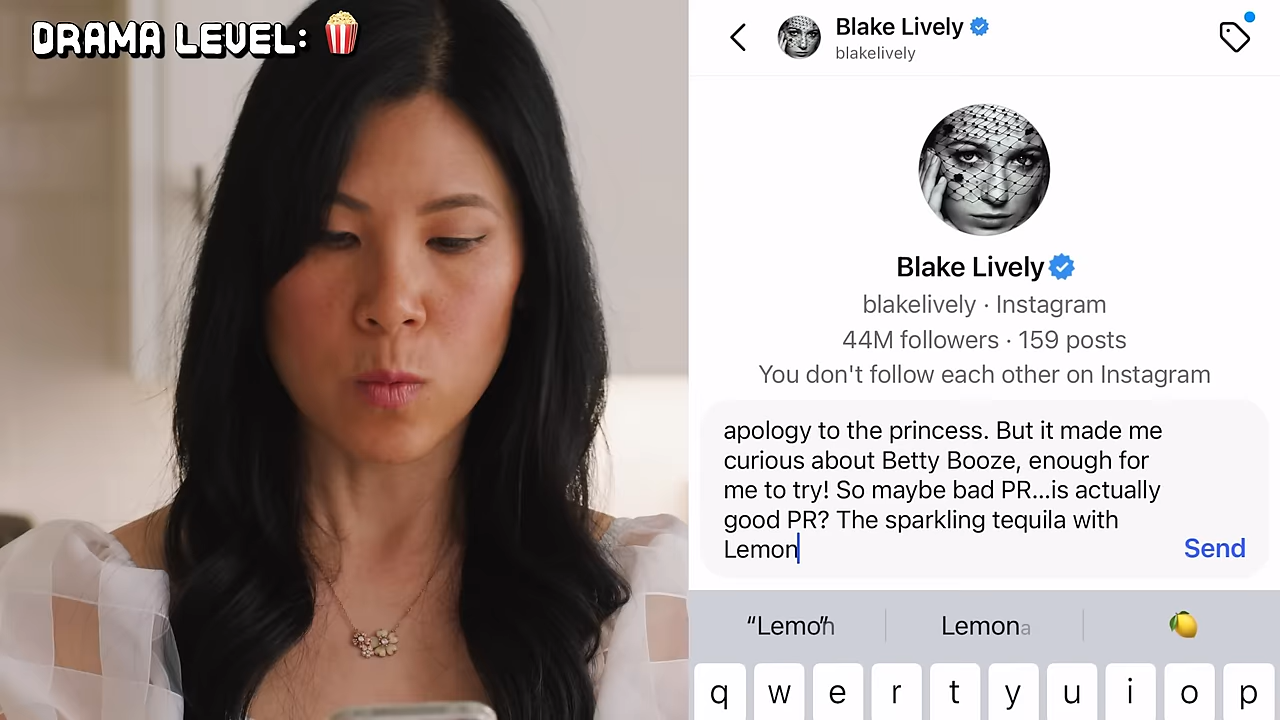 DRAMA LEVEL: 🍿
Blake Lively
blakelively
Blake Lively
blakelively · Instagram
44M followers · 159 posts
You don't follow each other on Instagram
apology to the princess. But it made me
curious about Betty Booze, enough for
me to try! So maybe bad PR...is actually
good PR? The sparkling tequila with
Lemon
Send
“Lemon” Lemona 🍋
q w e r t y u i o p